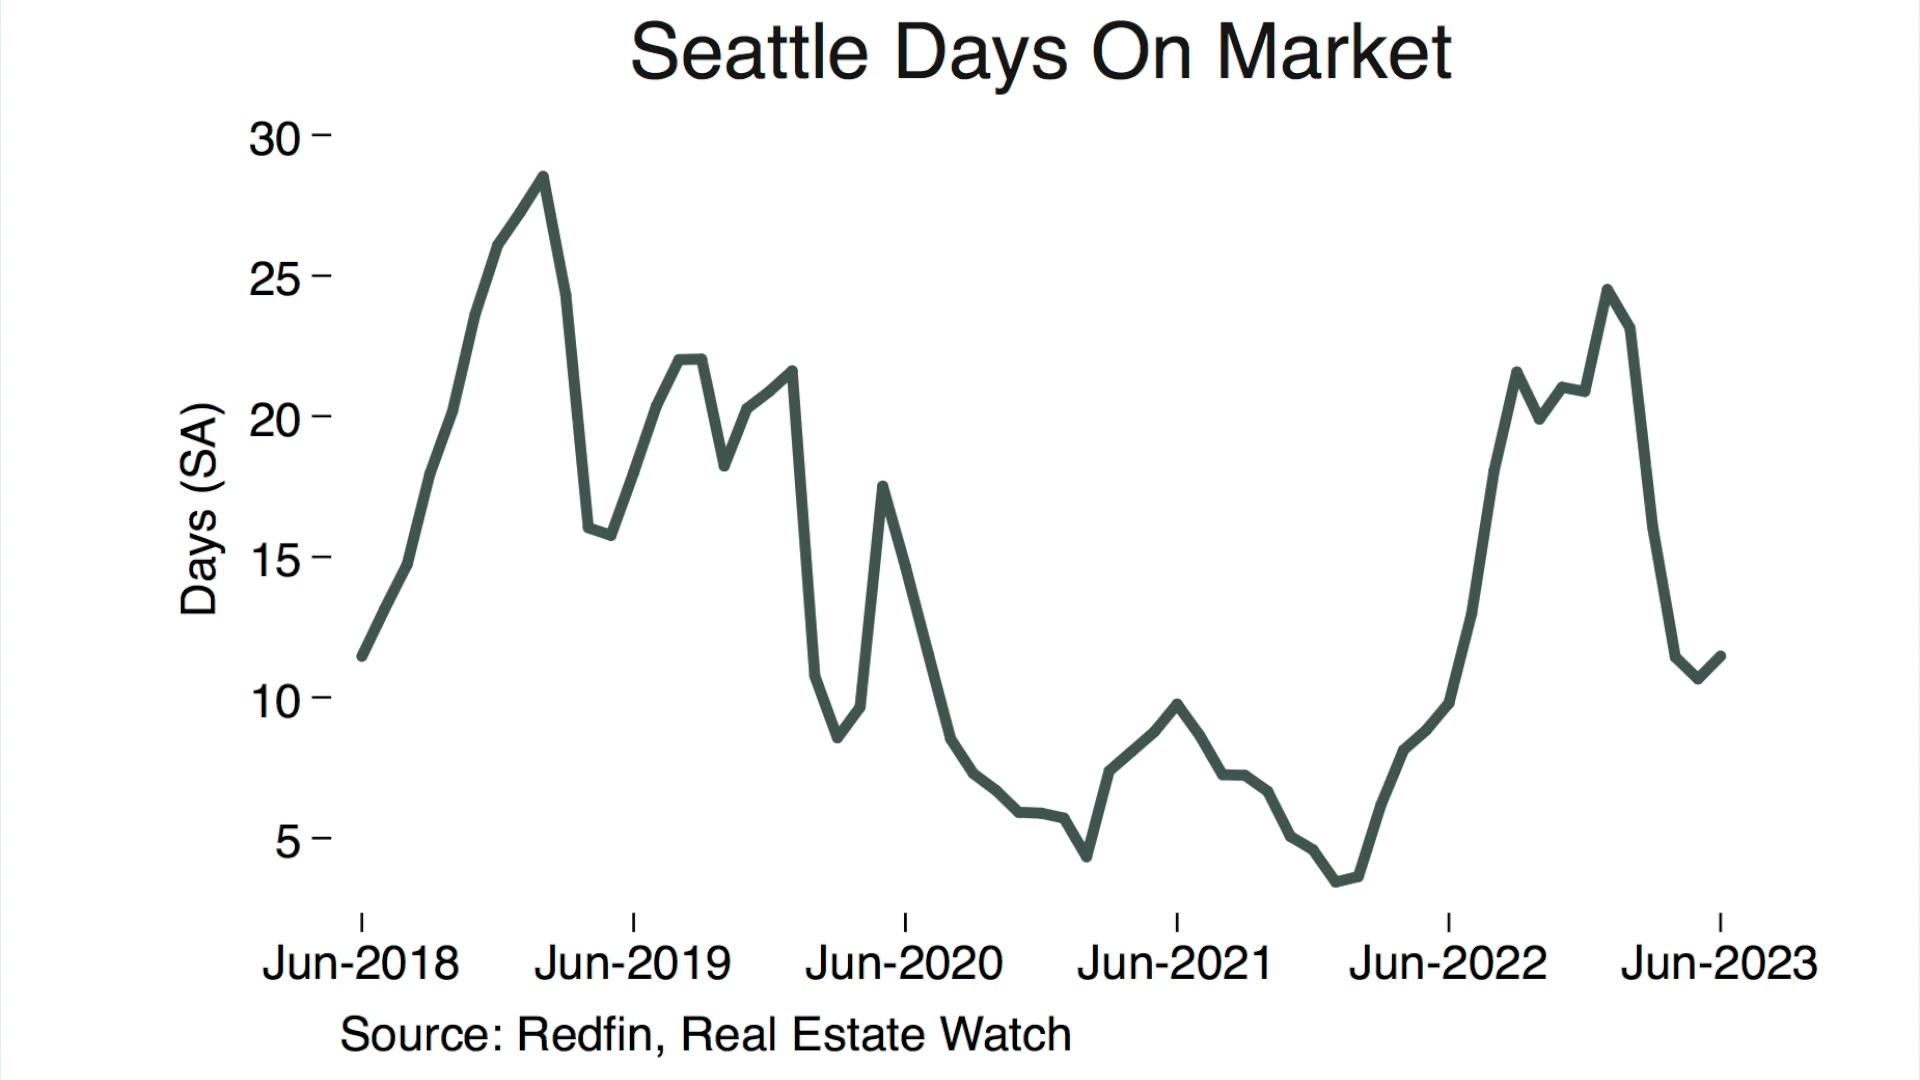 Seattle Days On Market
30
25
20
15
10
5
Days (SA)
Jun-2018 Jun-2019 Jun-2020 Jun-2021 Jun-2022 Jun-2023
Source: Redfin, Real Estate Watch